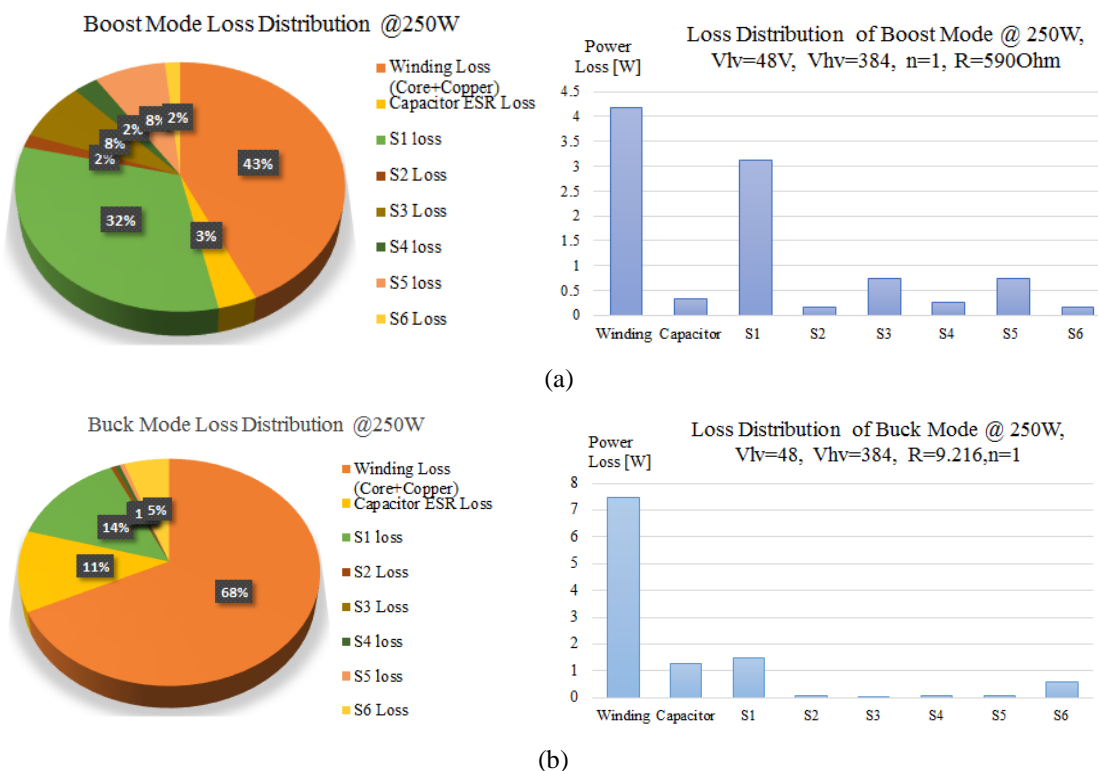 Boost Mode Loss Distribution @250W
Winding Loss
(Core+Copper)
Capacitor ESR Loss
S1 loss
S2 Loss
S3 Loss
S4 loss
S5 loss
S6 Loss
43%
3%
32%
2%
8%
2%
8%
2%
Loss Distribution of Boost Mode @ 250W,
Vlv=48V, Vhv=384, n=1, R=590Ohm
Power
Loss [W]
4.5
4
3.5
3
2.5
2
1.5
1
0.5
0
Winding Capacitor S1 S2 S3 S4 S5 S6
(a)
Buck Mode Loss Distribution @250W
Winding Loss
(Core+Copper)
Capacitor ESR Loss
S1 loss
S2 Loss
S3 Loss
S4 loss
S5 loss
S6 Loss
68%
11%
14%
1
5%
Loss Distribution of Buck Mode @ 250W,
Vlv=48, Vhv=384, R=9.216,n=1
Power
Loss [W]
8
7
6
5
4
3
2
1
0
Winding Capacitor S1 S2 S3 S4 S5 S6
(b)